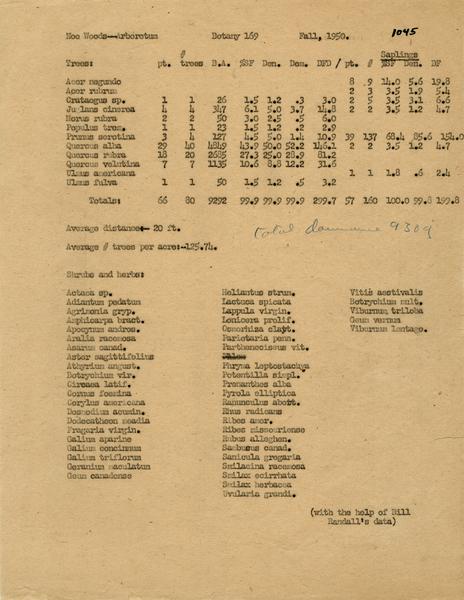 1045
Noe Woods--Arboretum Botany 169 Fall, 1950.
# Saplings
Trees: pt. trees B.A. %SF Den. Dom. DFD / pt. # %SF Den. DF
Acer negundo 8 9 14.0 5.6 19.8
Acer rubrum 2 3 3.5 1.9 5.4
Crataegus sp. 1 1 26 1.5 1.2 .3 3.0 2 5 3.5 3.1 6.6
Juglans cinerea 4 4 347 6.1 5.0 3.7 14.8 2 2 3.5 1.2 4.7
Morus rubra 2 2 50 3.0 2.5 .5 6.0
Populus trem. 1 1 23 1.5 1.2 .2 2.9
Prunus serotina 3 4 127 4.5 5.0 1.4 10.9 39 137 68.4 85.6 154.0
Quercus alba 29 40 4849 43.9 50.0 52.2 146.1 2 2 3.5 1.2 4.7
Quercus rubra 18 20 2685 27.3 25.0 28.9 81.2
Quercus velutina 7 7 1135 10.6 8.8 12.2 31.6
Ulmus americana 1 1 1.8 .6 2.4
Ulmus fulva 1 1 50 1.5 1.2 .5 3.2
Totals: 66 80 9292 99.9 99.9 99.9 299.7 57 160 100.0 99.8 199.8
Average distance:- 20 ft.
total dominance 9309
Average # trees per acre:-125.74.
Shrubs and herbs:
Actaea sp. Heliantus strum. Vitis aestivalis
Adiantum pedatum Lactuca spicata Botrychium mult.
Agrimonia gryp. Lappula virgin. Viburnum triloba
Amphicarpa bract. Lonicera prolif. Geum vernum
Apocynum andros. Osmorhiza clayt. Viburnum lentago.
Aralia racemosa Parietaria penn.
Asarum canad. Parthenocissus vit.
Aster sagittifolius
Athyrium angust. Phryma leptostachya
Botrychium vir. Potentilla simpl.
Circaea latif. Prenanthes alba
Cornus foemina Pyrola elliptica
Corylus americana Ranunculus abort.
Desmodium acumin. Rhus radicans
Dodecatheon meadia Ribes amer.
Fragaria virgin. Ribes missouriense
Galium aparine Rubus alleghen.
Galium concinnum Sambucus canad.
Galium triflorum Sanicula gregaria
Geranium maculatum Smilacina racemosa
Geum canadense Smilax ecirrhata
Smilax herbacea
Uvularia grandi.
(with the help of Bill
Randall's data)